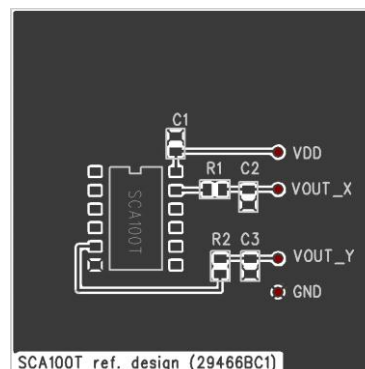 C1
VDD
R1 C2
VOUT_X
SCA100T
R2 C3
VOUT_Y
GND
SCA100T ref. design (29466BC1)